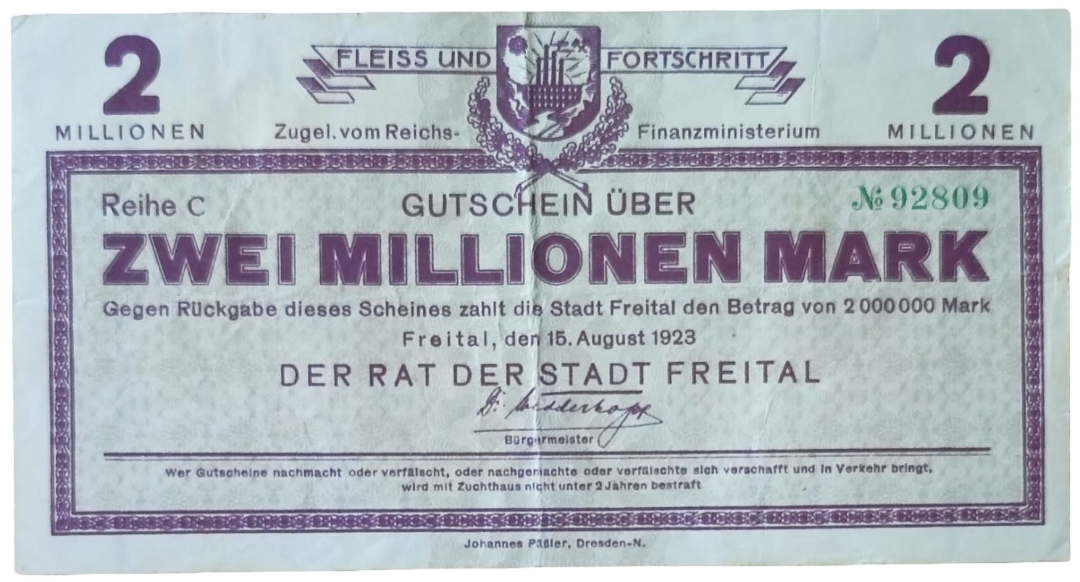 2 2
FLEISS UND FORTSCHRITT
MILLIONEN Zugel. vom Reichs- Finanzministerium MILLIONEN
Reihe C GUTSCHEIN ÜBER № 92809
ZWEI MILLIONEN MARK
Gegen Rückgabe dieses Scheines zahlt die Stadt Freital den Betrag von 2 000 000 Mark
Freital, den 15. August 1923
DER RAT DER STADT FREITAL
Dr. Wedderkopp
Bürgermeister
Wer Gutscheine nachmacht oder verfälscht, oder nachgemachte oder verfälschte sich verschafft und in Verkehr bringt,
wird mit Zuchthaus nicht unter 2 Jahren bestraft
Johannes Päßler, Dresden-N.